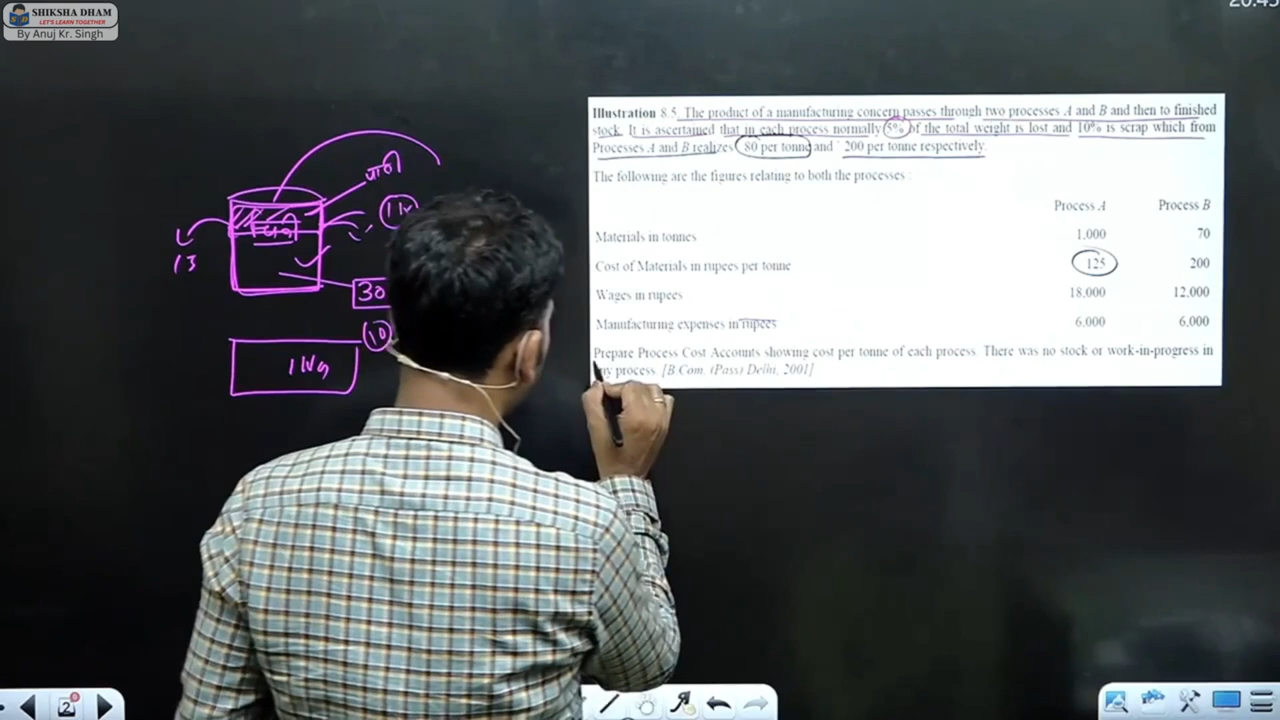 SHIKSHA DHAM
LET'S LEARN TOGETHER
By Anuj Kr. Singh
20:45
Illustration 8.5. The product of a manufacturing concern passes through two processes A and B and then to finished
stock. It is ascertained that in each process normally 5% of the total weight is lost and 10% is scrap which from
Processes A and B realizes 80 per tonne and 200 per tonne respectively.
The following are the figures relating to both the processes :
Process A Process B
Materials in tonnes 1,000 70
Cost of Materials in rupees per tonne 125 200
Wages in rupees 18,000 12,000
Manufacturing expenses in rupees 6,000 6,000
Prepare Process Cost Accounts showing cost per tonne of each process. There was no stock or work-in-progress in
process. [B.Com. (Pass) Delhi, 2001]
पानी
13
30
10
1 kg
2